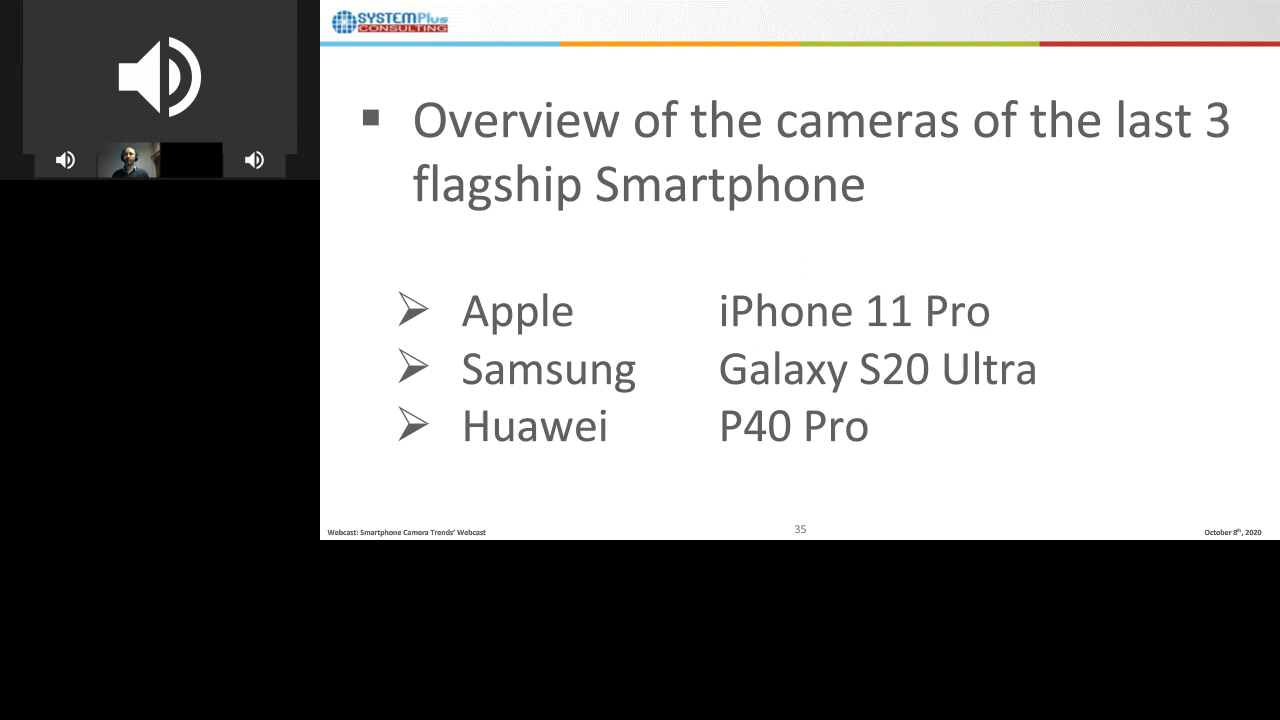 SYSTEMPlus
CONSULTING
▪ Overview of the cameras of the last 3
flagship Smartphone
➢ Apple iPhone 11 Pro
➢ Samsung Galaxy S20 Ultra
➢ Huawei P40 Pro
Webcast: Smartphone Camera Trends' Webcast 35 October 8th, 2020